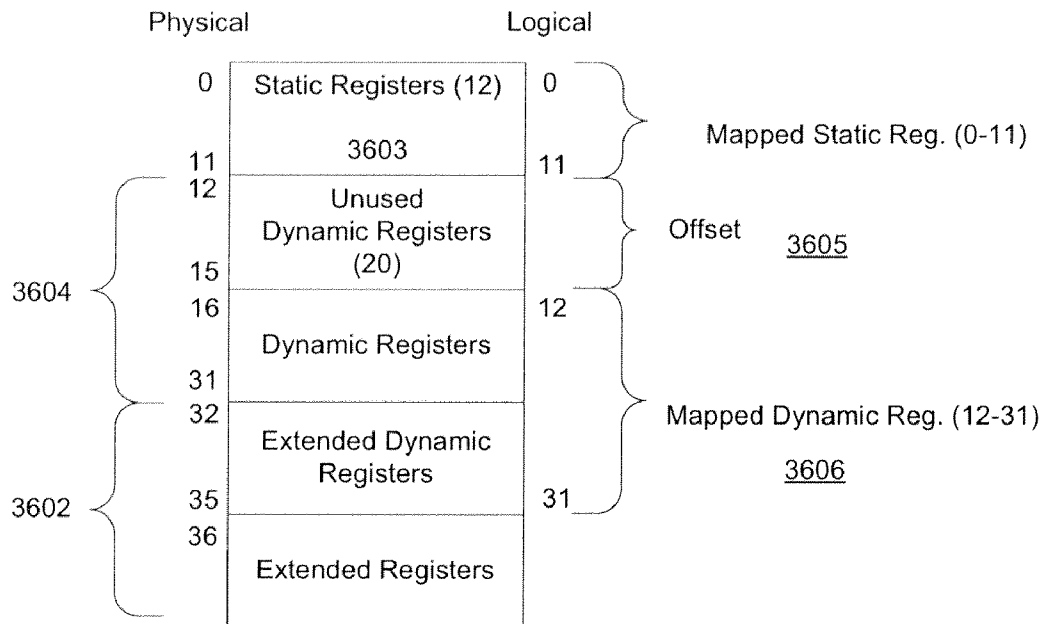 Physical Logical
0 Static Registers (12) 0
Mapped Static Reg. (0-11)
3603
11 11
12 Unused
Dynamic Registers Offset 3605
(20)
15
3604
16 12
Dynamic Registers
31
32 Mapped Dynamic Reg. (12-31)
Extended Dynamic
Registers 3606
3602 35 31
36
Extended Registers